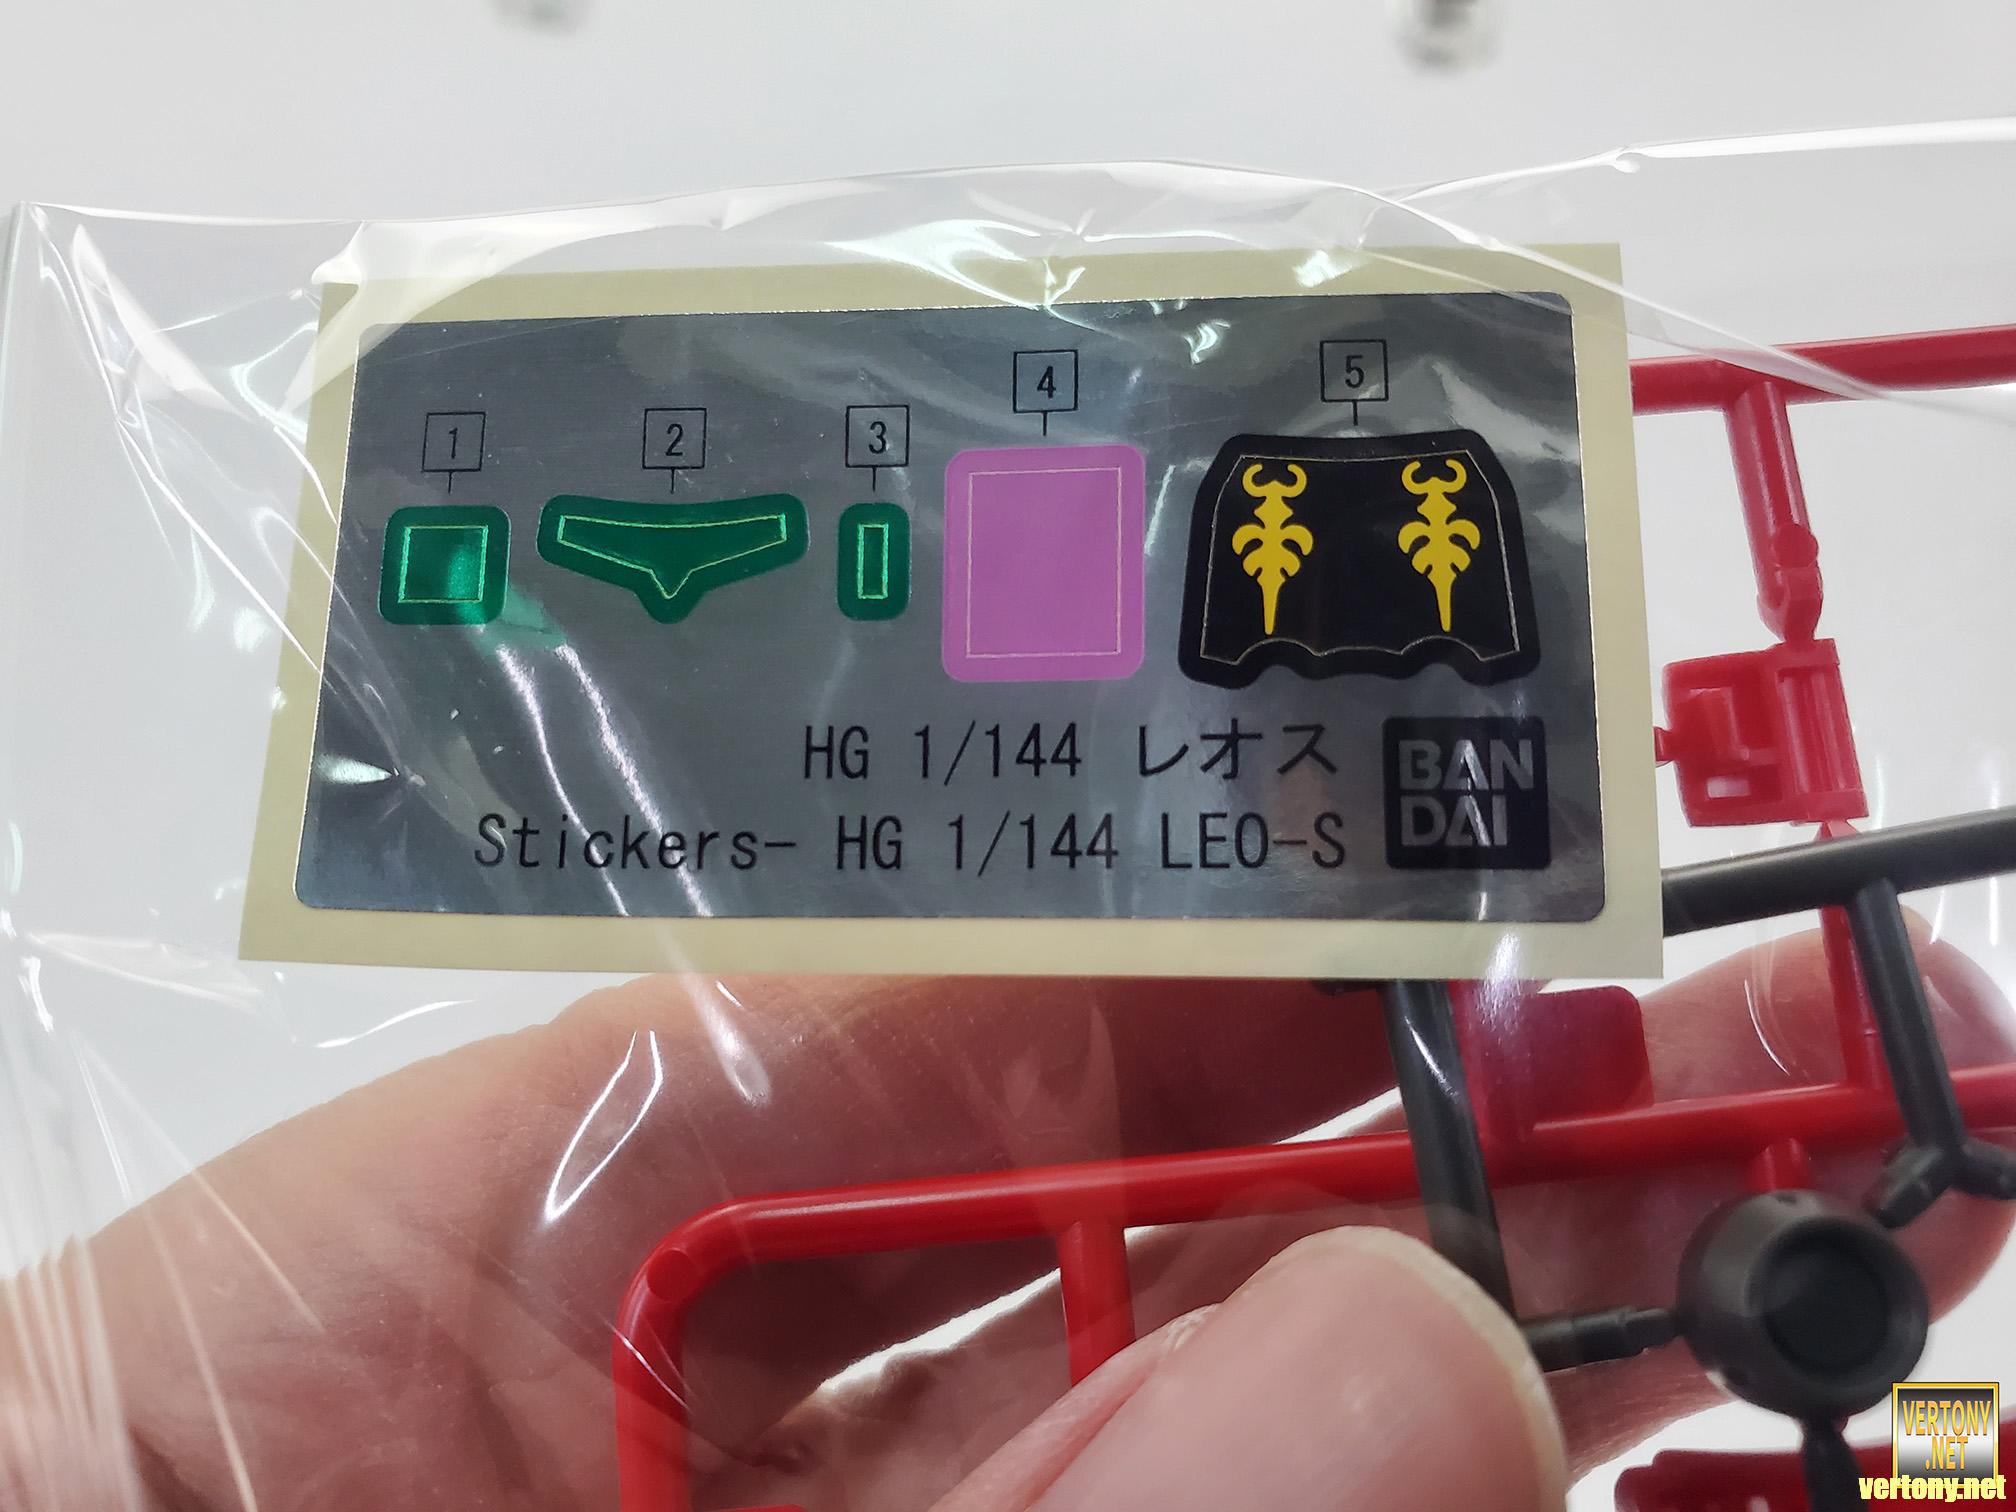 1
2
3
4
5
HG 1/144 レオス
Stickers- HG 1/144 LEO-S
BAN
DAI
VERTONY
.NET
vertony.net